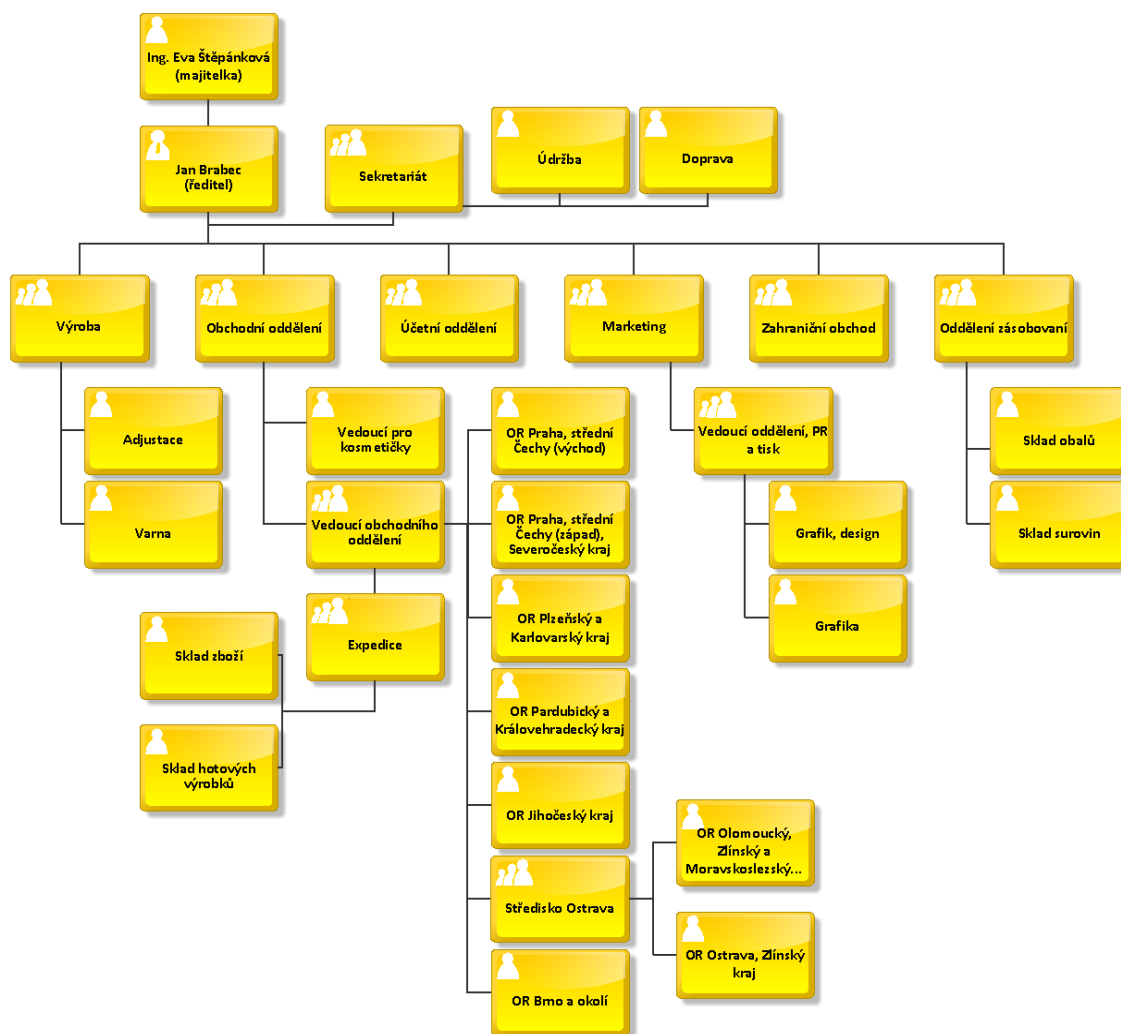 Ing. Eva Štěpánková
(majitelka)
Jan Brabec
(ředitel)
Sekretariát
Údržba
Doprava
Výroba
Obchodní oddělení
Účetní oddělení
Marketing
Zahraniční obchod
Oddělení zásobovaní
Adjustace
Varna
Vedoucí pro
kosmetičky
Vedoucí obchodního
oddělení
Expedice
Sklad zboží
Sklad hotových
výrobků
OR Praha, střední
Čechy (východ)
OR Praha, střední
Čechy (západ),
Severočeský kraj
OR Plzeňský a
Karlovarský kraj
OR Pardubický a
Královehradecký kraj
OR Jihočeský kraj
Středisko Ostrava
OR Brno a okolí
OR Olomoucký,
Zlínský a
Moravskoslezský...
OR Ostrava, Zlínský
kraj
Vedoucí oddělení, PR
a tisk
Grafik, design
Grafika
Sklad obalů
Sklad surovin